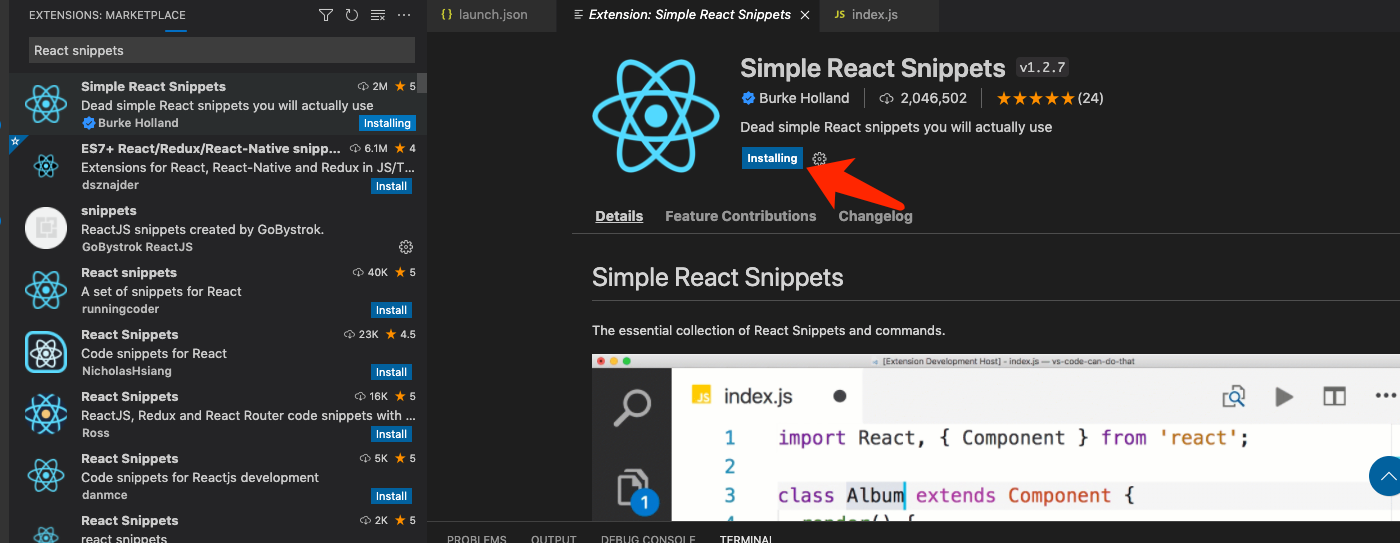 EXTENSIONS: MARKETPLACE
React snippets
Simple React Snippets 2M ★ 5
Dead simple React snippets you will actually use
Burke Holland Installing
ES7+ React/Redux/React-Native snipp... 6.1M ★ 4
Extensions for React, React-Native and Redux in JS/T...
dsznajder Install
snippets
ReactJS snippets created by GoBystrok.
GoBystrok ReactJS
React snippets 40K ★ 5
A set of snippets for React
runningcoder Install
React Snippets 23K ★ 4.5
Code snippets for React
NicholasHsiang Install
React Snippets 16K ★ 5
ReactJS, Redux and React Router code snippets with ...
Ross Install
React Snippets 5K ★ 5
Code snippets for Reactjs development
danmce Install
React Snippets 2K ★ 5
react snippets
{} launch.json
Extension: Simple React Snippets
JS index.js
Simple React Snippets v1.2.7
Burke Holland 2,046,502 ★★★★★(24)
Dead simple React snippets you will actually use
Installing
Details Feature Contributions Changelog
Simple React Snippets
The essential collection of React Snippets and commands.
[Extension Development Host] - index.js — vs-code-can-do-that
JS index.js
1 import React, { Component } from 'react';
2
3 class Album extends Component {
4 render() {
1
PROBLEMS OUTPUT DEBUG CONSOLE TERMINAL